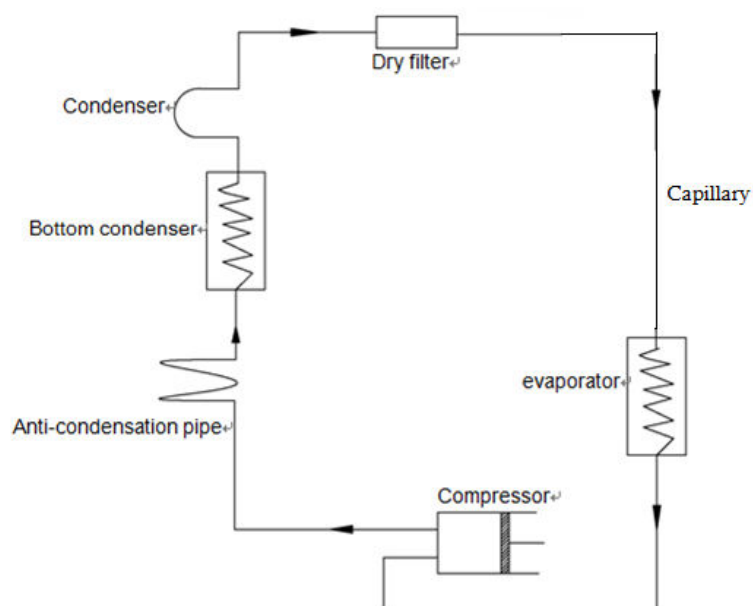 Dry filter↵
Condenser↵
Capillary
Bottom condenser↵
evaporator↵
Anti-condensation pipe↵
Compressor↵